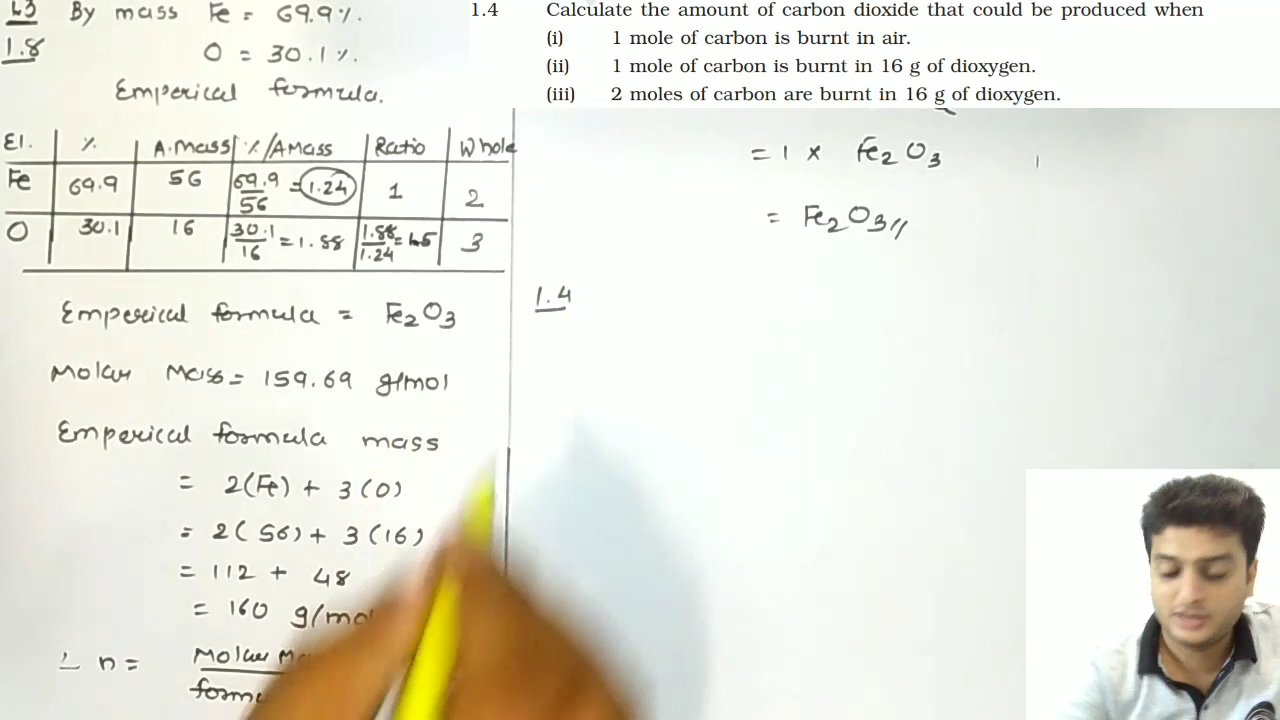 1.3 By mass Fe = 69.9%.
1.8 O = 30.1%.
Emperical formula.
El. % A.Mass %/AMass Ratio Whole
Fe 69.9 56 69.9/56 = 1.24 1 2
O 30.1 16 30.1/16 = 1.88 1.88/1.24 = 1.5 3
Emperical formula = Fe2O3
Molar Mass = 159.69 g/mol
Emperical formula mass
= 2(Fe) + 3(O)
= 2(56) + 3(16)
= 112 + 48
= 160 g/mo
n = Molar
1.4 Calculate the amount of carbon dioxide that could be produced when
(i) 1 mole of carbon is burnt in air.
(ii) 1 mole of carbon is burnt in 16 g of dioxygen.
(iii) 2 moles of carbon are burnt in 16 g of dioxygen.
= 1 × Fe2O3
= Fe2O3//
1.4